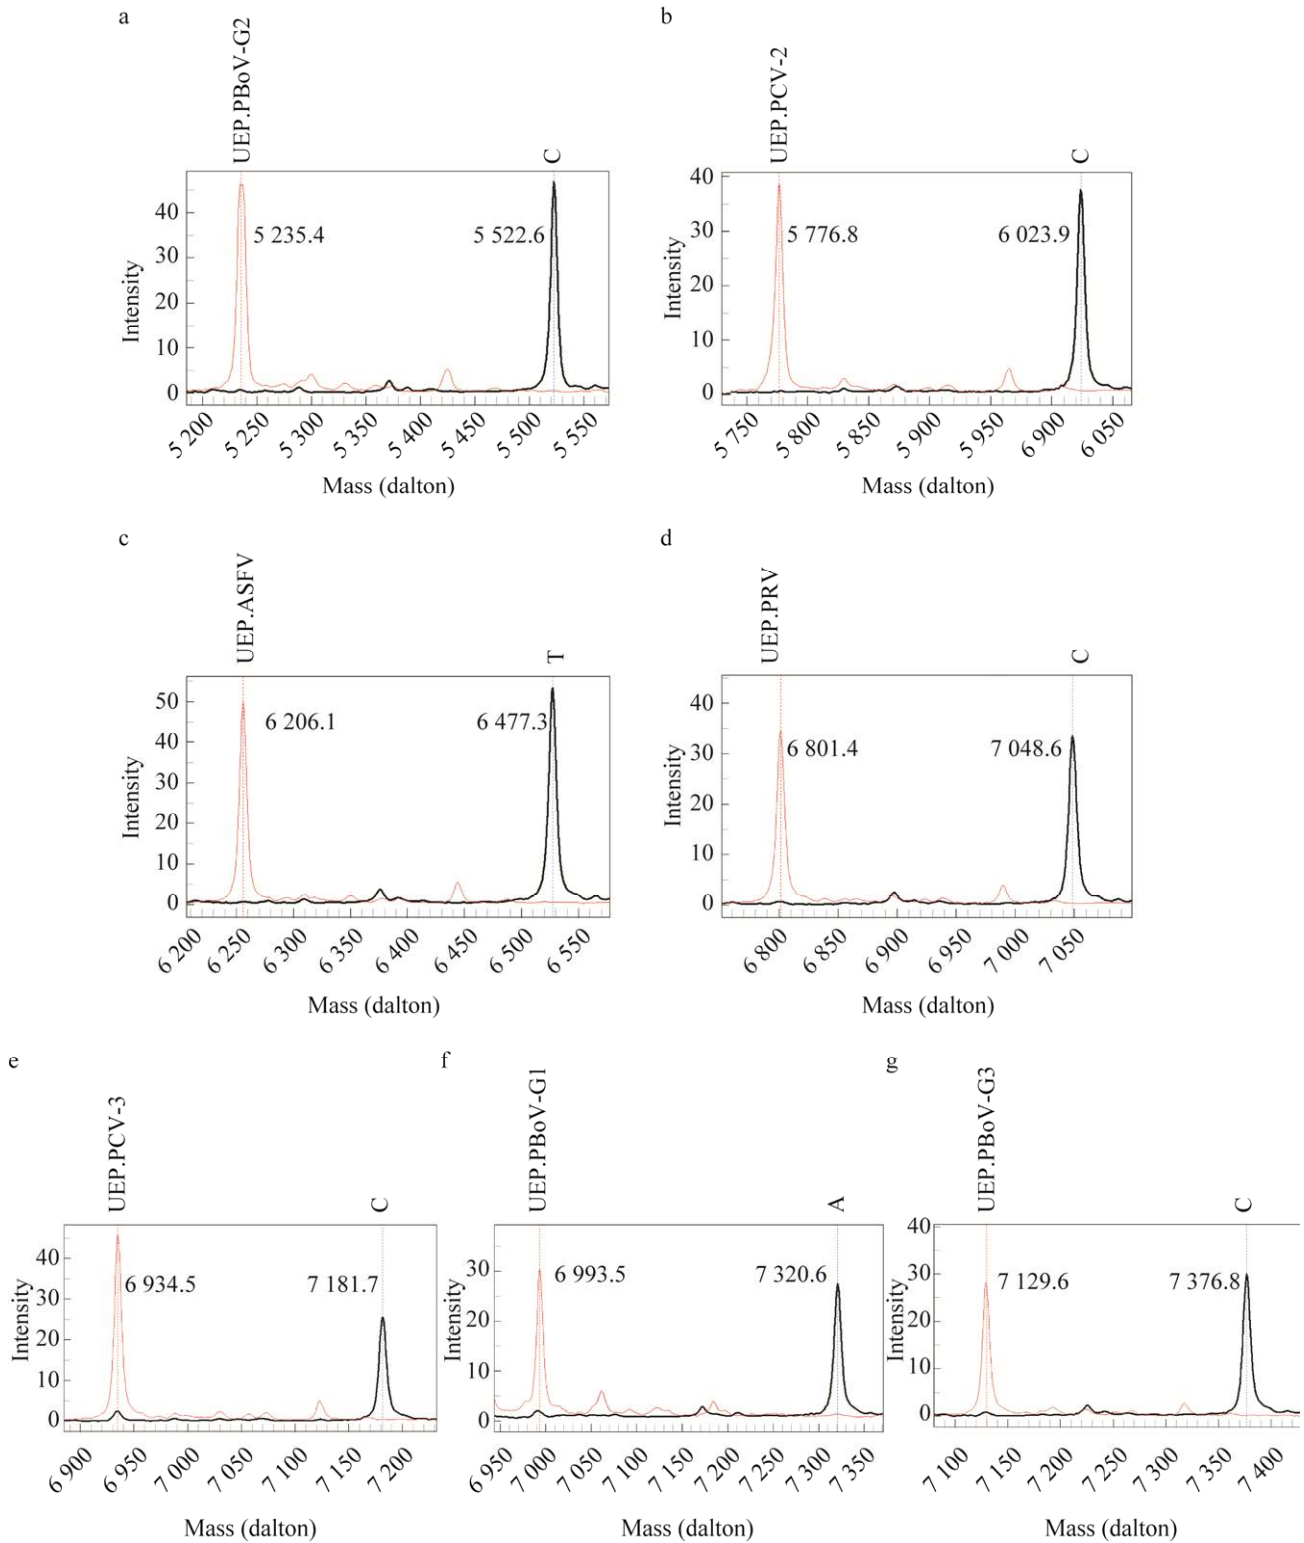 a
UEP.PBoV-G2
C
5 235.4
5 522.6
Intensity
40
30
20
10
0
5 200
5 250
5 300
5 350
5 400
5 450
5 500
5 550
Mass (dalton)
b
UEP.PCV-2
C
5 776.8
6 023.9
Intensity
40
30
20
10
0
5 750
5 800
5 850
5 900
5 950
6 900
6 050
Mass (dalton)
c
UEP.ASFV
T
6 206.1
6 477.3
Intensity
50
40
30
20
10
0
6 200
6 250
6 300
6 350
6 400
6 450
6 500
6 550
Mass (dalton)
d
UEP.PRV
C
6 801.4
7 048.6
Intensity
40
30
20
10
0
6 800
6 850
6 900
6 950
7 000
7 050
Mass (dalton)
e
UEP.PCV-3
C
6 934.5
7 181.7
Intensity
40
30
20
10
0
6 900
6 950
7 000
7 050
7 100
7 150
7 200
Mass (dalton)
f
UEP.PBoV-G1
A
6 993.5
7 320.6
Intensity
30
20
10
0
6 950
7 000
7 050
7 100
7 150
7 200
7 250
7 300
7 350
Mass (dalton)
g
UEP.PBoV-G3
C
7 129.6
7 376.8
Intensity
40
30
20
10
0
7 100
7 150
7 200
7 250
7 300
7 350
7 400
Mass (dalton)